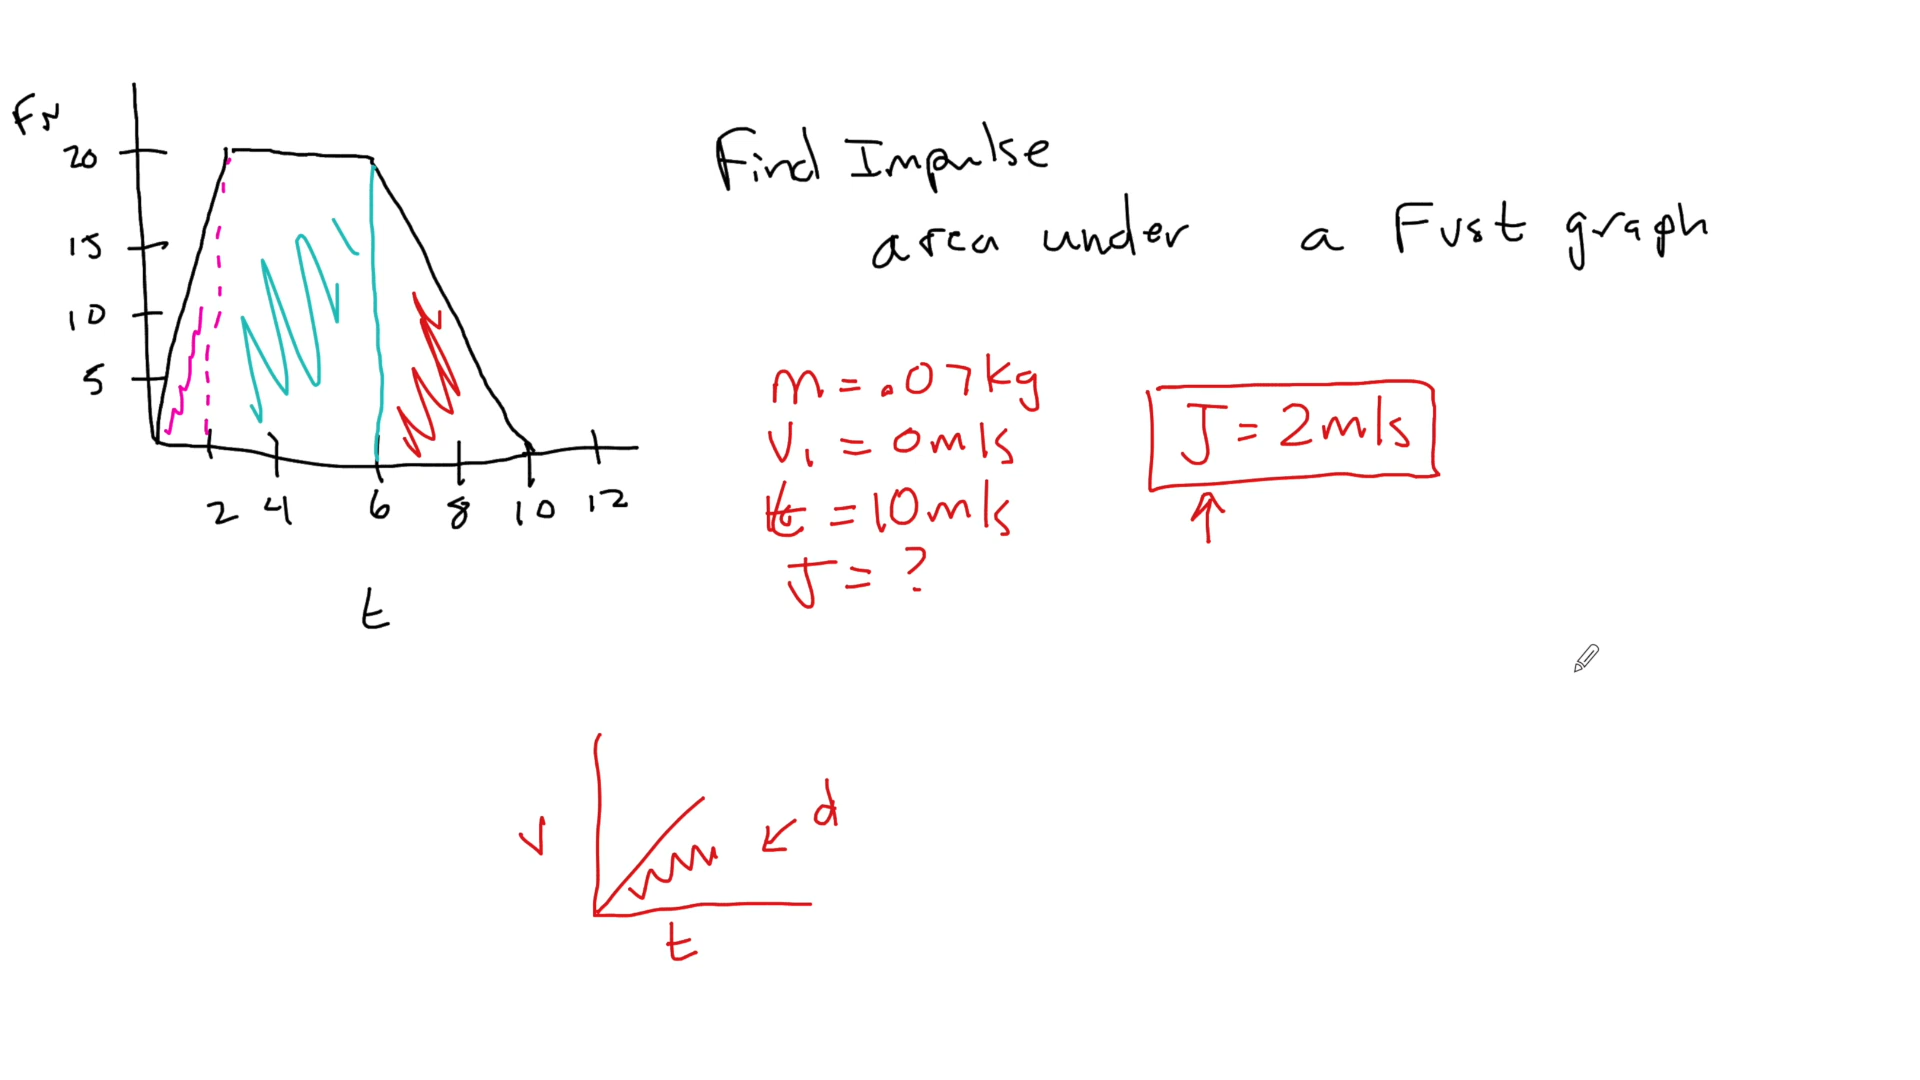 FN
20
15
10
5
2 4 6 8 10 12
t
Find Impulse
area under a Fvst graph
m = .07kg
V₁ = 0m/s
t = 10m/s
J = ?
J = 2m/s
v
d
t